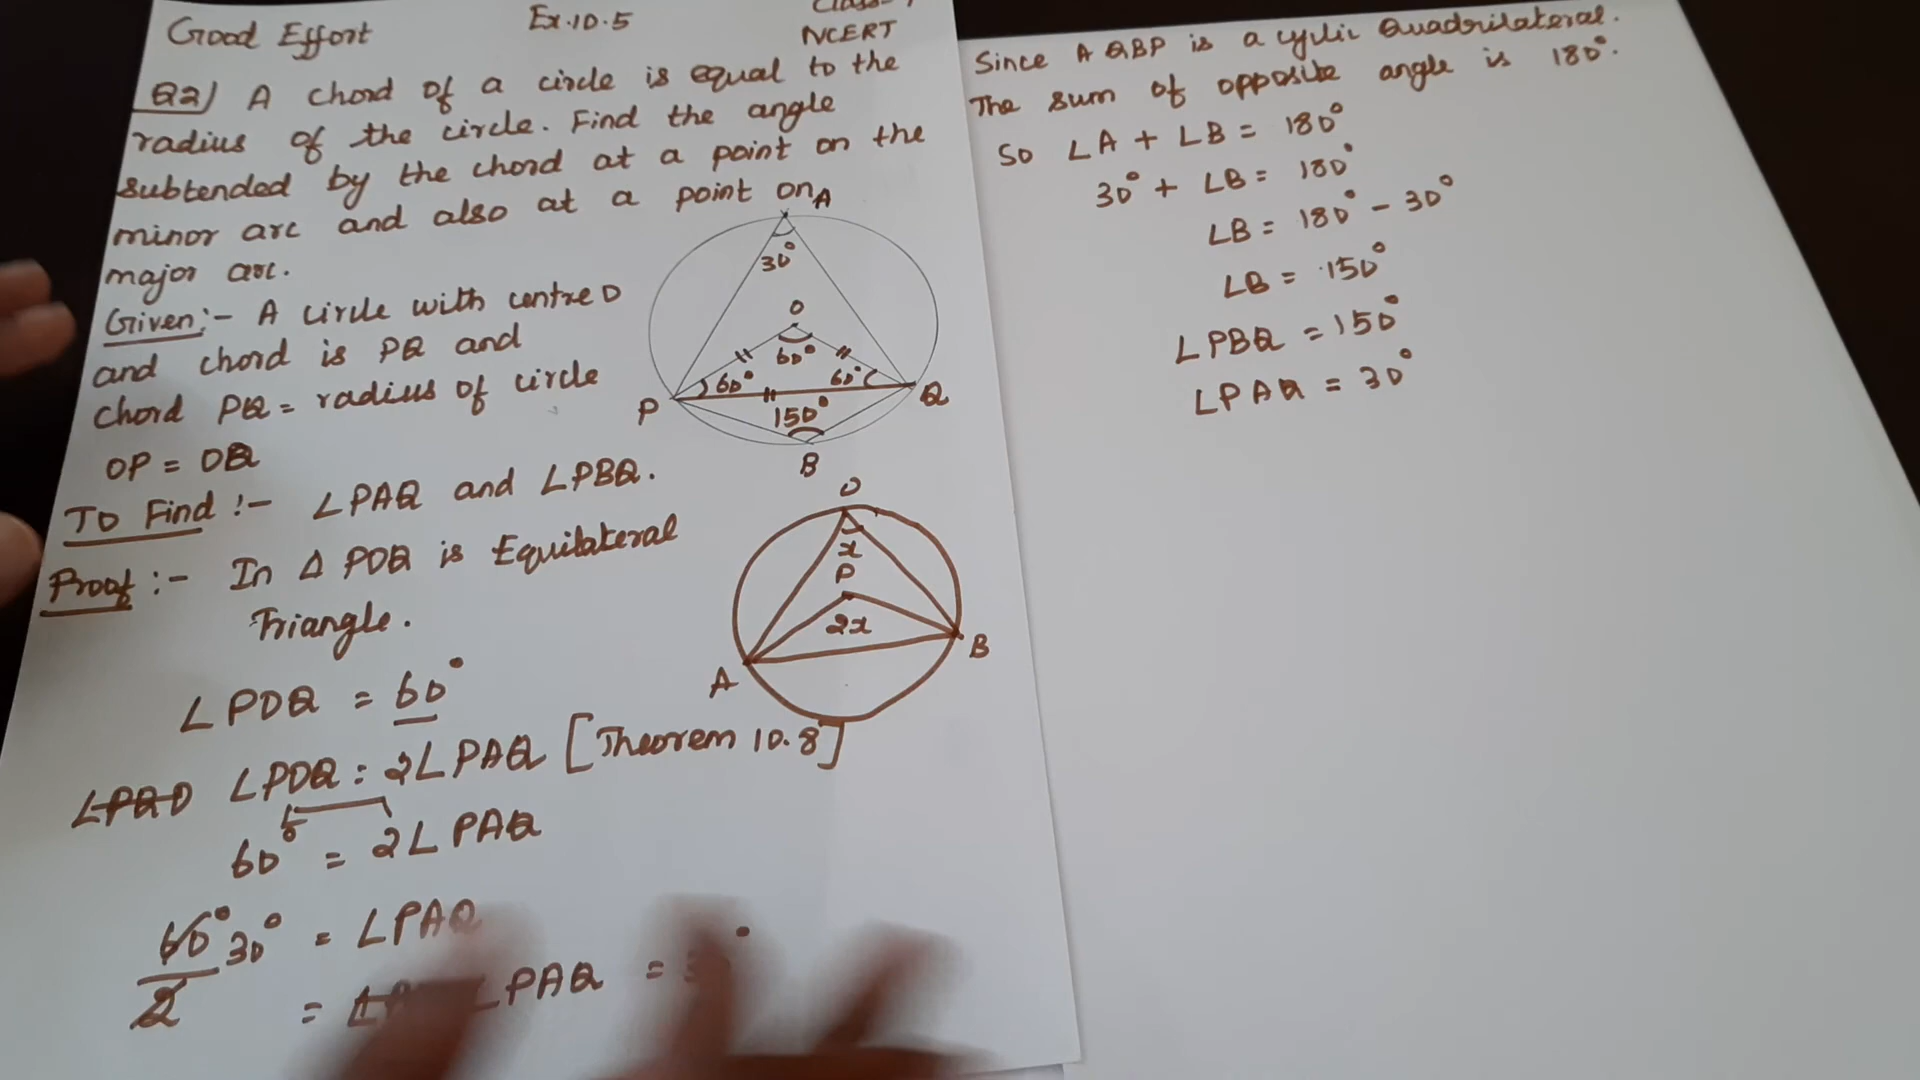 Good Effort
Ex.10.5
NCERT
Q2) A chord of a circle is equal to the
radius of the circle. Find the angle
subtended by the chord at a point on the
minor arc and also at a point on
major arc.
Given:- A circle with centre O
and chord is PQ and
chord PQ = radius of circle
OP = OQ
To Find :- ∠PAQ and ∠PBQ.
Proof :- In Δ POQ is Equilateral
Triangle.
∠POQ = 60°
∠PQO ∠POQ = 2∠PAQ [Theorem 10.8]
60° = 2∠PAQ
60° 30° = ∠PAQ
2 = ∠PAQ =
A
30°
O
60°
60° 60°
P Q
150°
B
O
x
P
2x
A B
Since AQBP is a cyclic Quadrilateral.
The sum of opposite angle is 180°.
So ∠A + ∠B = 180°
30° + ∠B = 180°
∠B = 180° - 30°
∠B = 150°
∠PBQ = 150°
∠PAQ = 30°